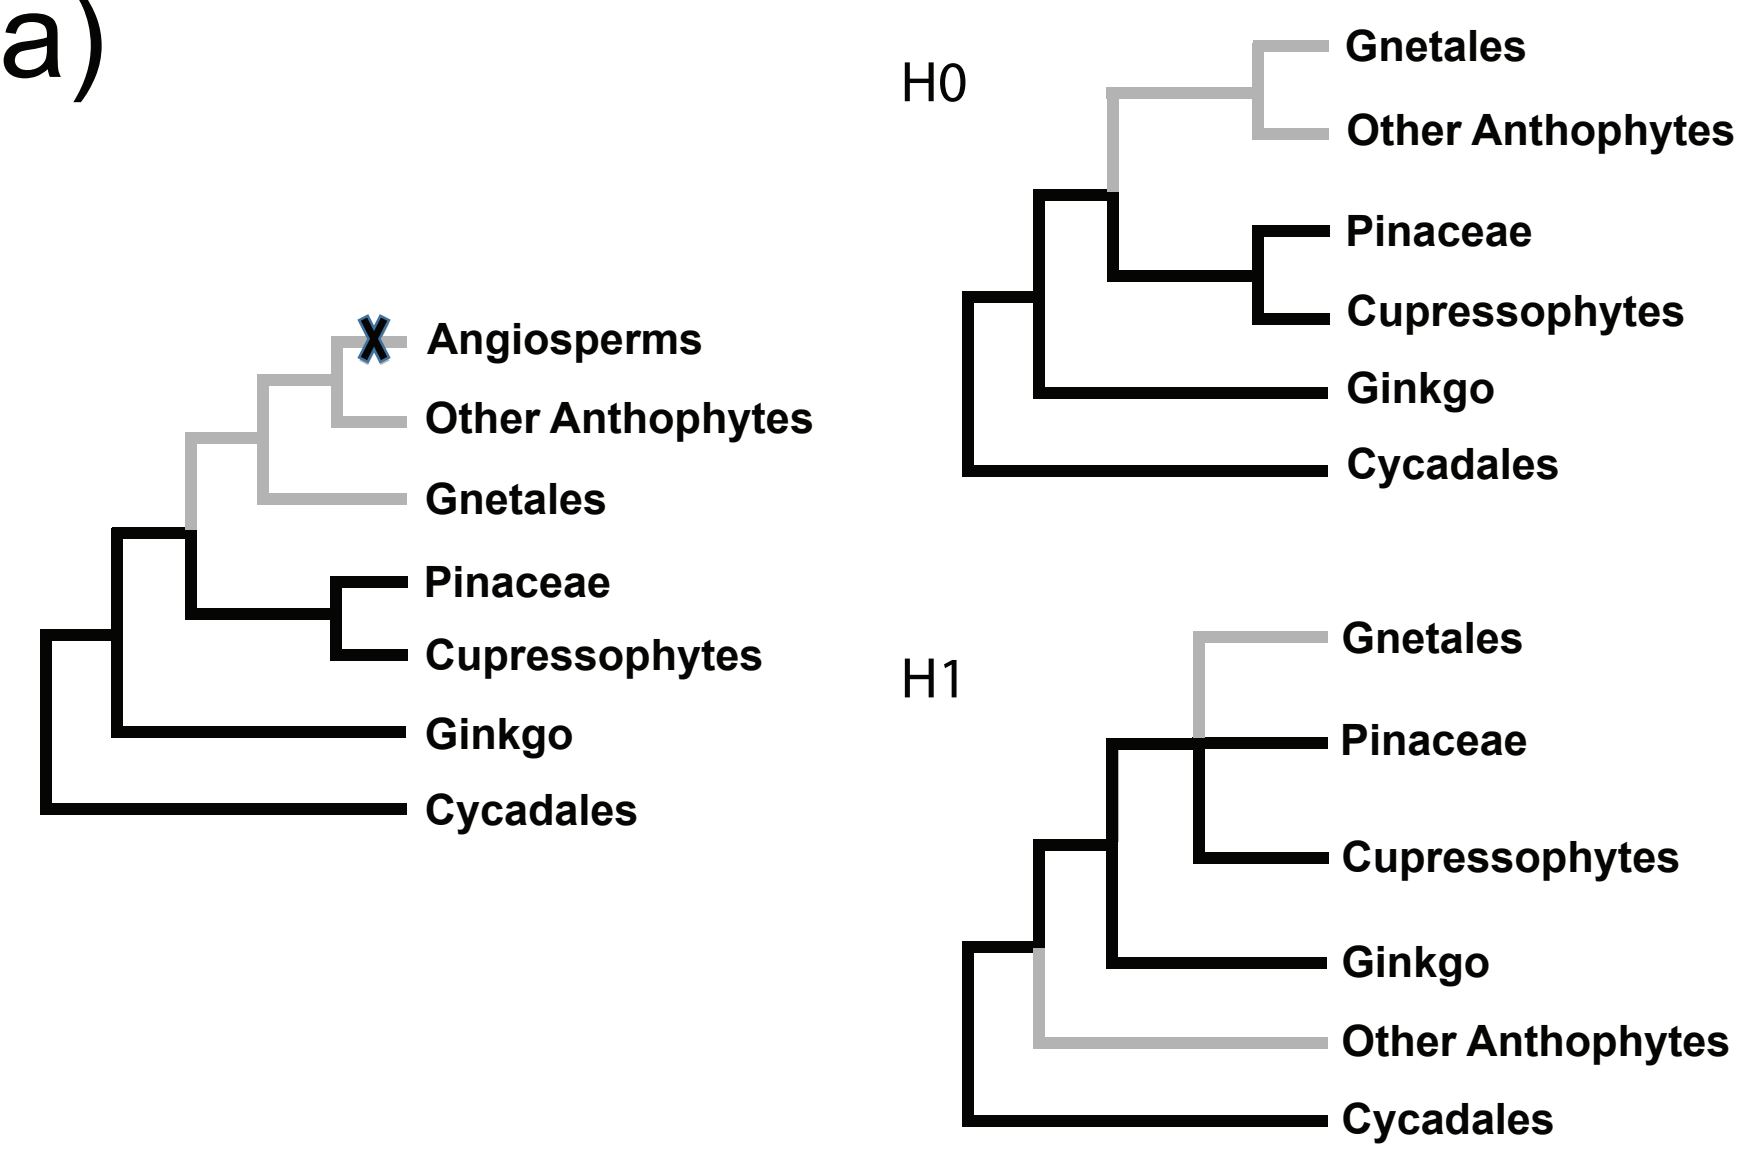 a)
Angiosperms
Other Anthophytes
Gnetales
Pinaceae
Cupressophytes
Ginkgo
Cycadales
H0
Gnetales
Other Anthophytes
Pinaceae
Cupressophytes
Ginkgo
Cycadales
H1
Gnetales
Pinaceae
Cupressophytes
Ginkgo
Other Anthophytes
Cycadales